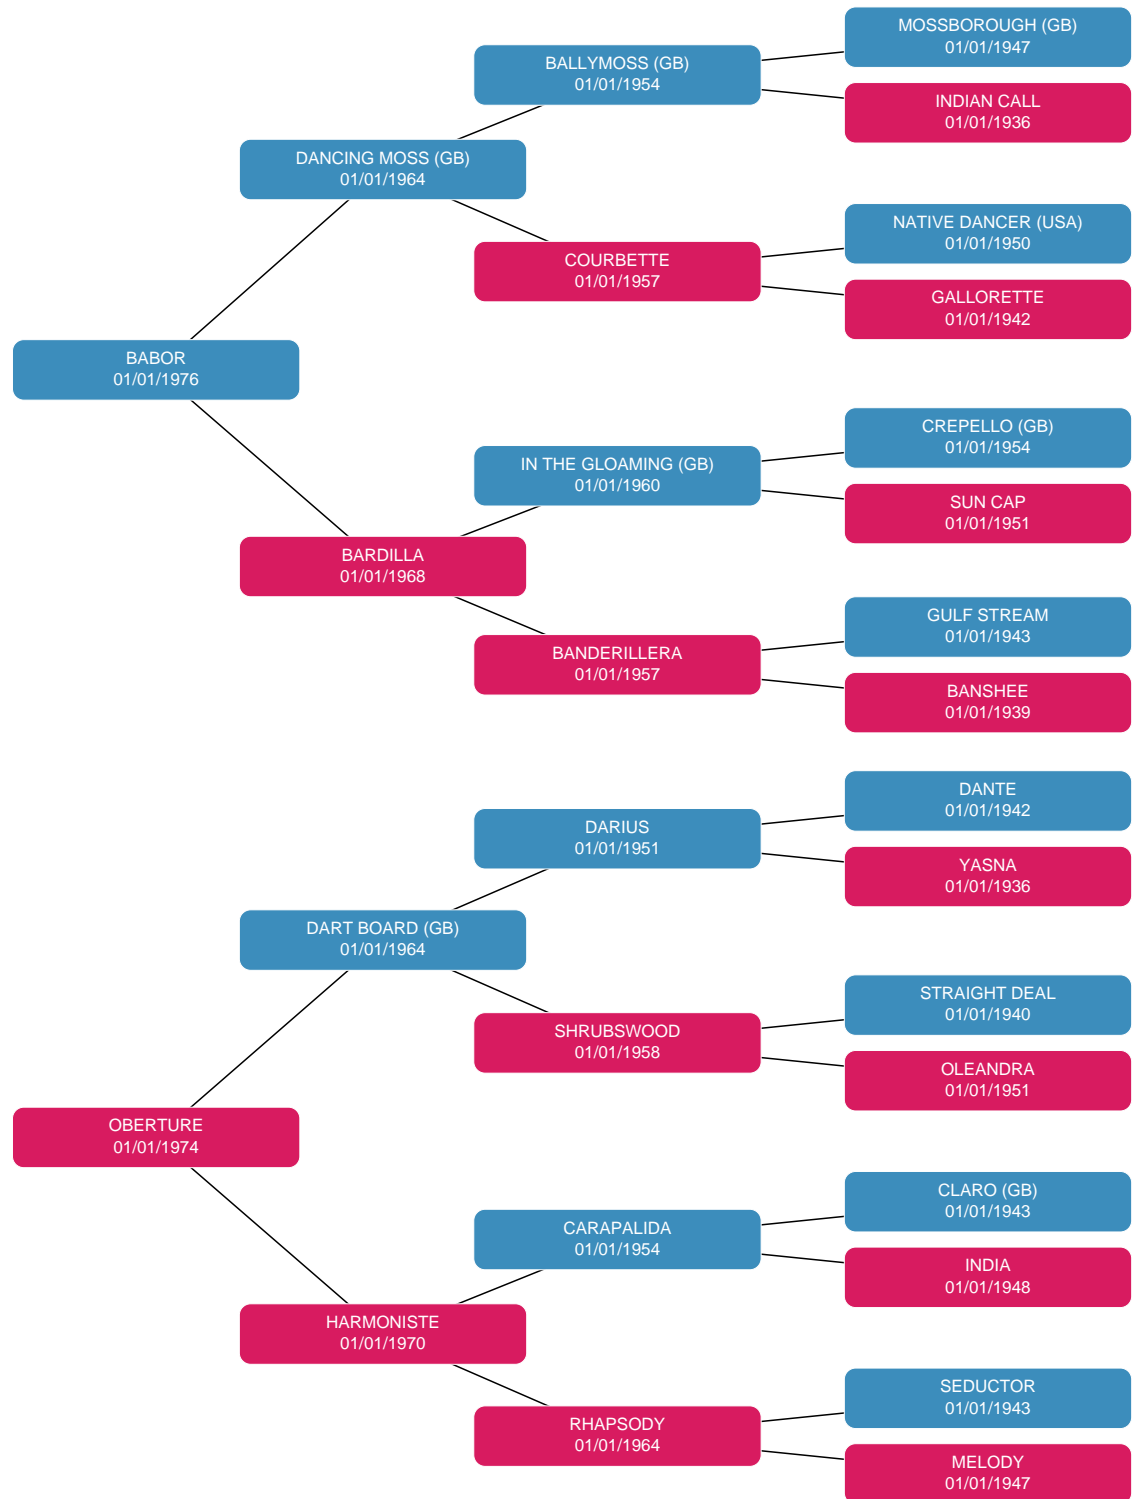 MOSSBOROUGH (GB)
01/01/1947
BALLYMOSS (GB)
01/01/1954
INDIAN CALL
01/01/1936
DANCING MOSS (GB)
01/01/1964
NATIVE DANCER (USA)
01/01/1950
COURBETTE
01/01/1957
GALLORETTE
01/01/1942
BABOR
01/01/1976
CREPELLO (GB)
01/01/1954
IN THE GLOAMING (GB)
01/01/1960
SUN CAP
01/01/1951
BARDILLA
01/01/1968
GULF STREAM
01/01/1943
BANDERILLERA
01/01/1957
BANSHEE
01/01/1939
DANTE
01/01/1942
DARIUS
01/01/1951
YASNA
01/01/1936
DART BOARD (GB)
01/01/1964
STRAIGHT DEAL
01/01/1940
SHRUBSWOOD
01/01/1958
OLEANDRA
01/01/1951
OBERTURE
01/01/1974
CLARO (GB)
01/01/1943
CARAPALIDA
01/01/1954
INDIA
01/01/1948
HARMONISTE
01/01/1970
SEDUCTOR
01/01/1943
RHAPSODY
01/01/1964
MELODY
01/01/1947